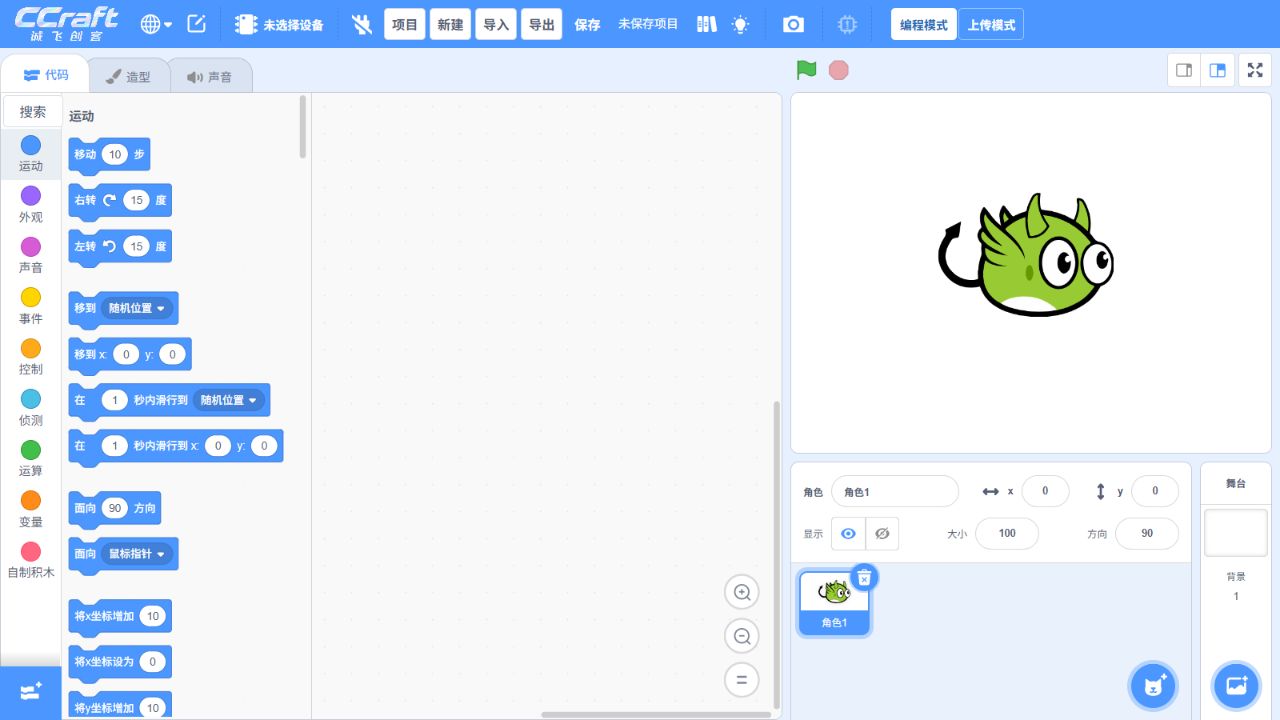 CCraft
诚飞创客
未选择设备
项目
新建
导入
导出
保存
未保存项目
编程模式
上传模式
代码
造型
声音
搜索
运动
外观
声音
事件
控制
侦测
运算
变量
自制积木
运动
移动 10 步
右转 15 度
左转 15 度
移到 随机位置
移到 x: 0 y: 0
在 1 秒内滑行到 随机位置
在 1 秒内滑行到 x: 0 y: 0
面向 90 方向
面向 鼠标指针
将x坐标增加 10
将x坐标设为 0
将y坐标增加 10
角色 角色1 x 0 y 0
显示 大小 100 方向 90
角色1
舞台
背景
1